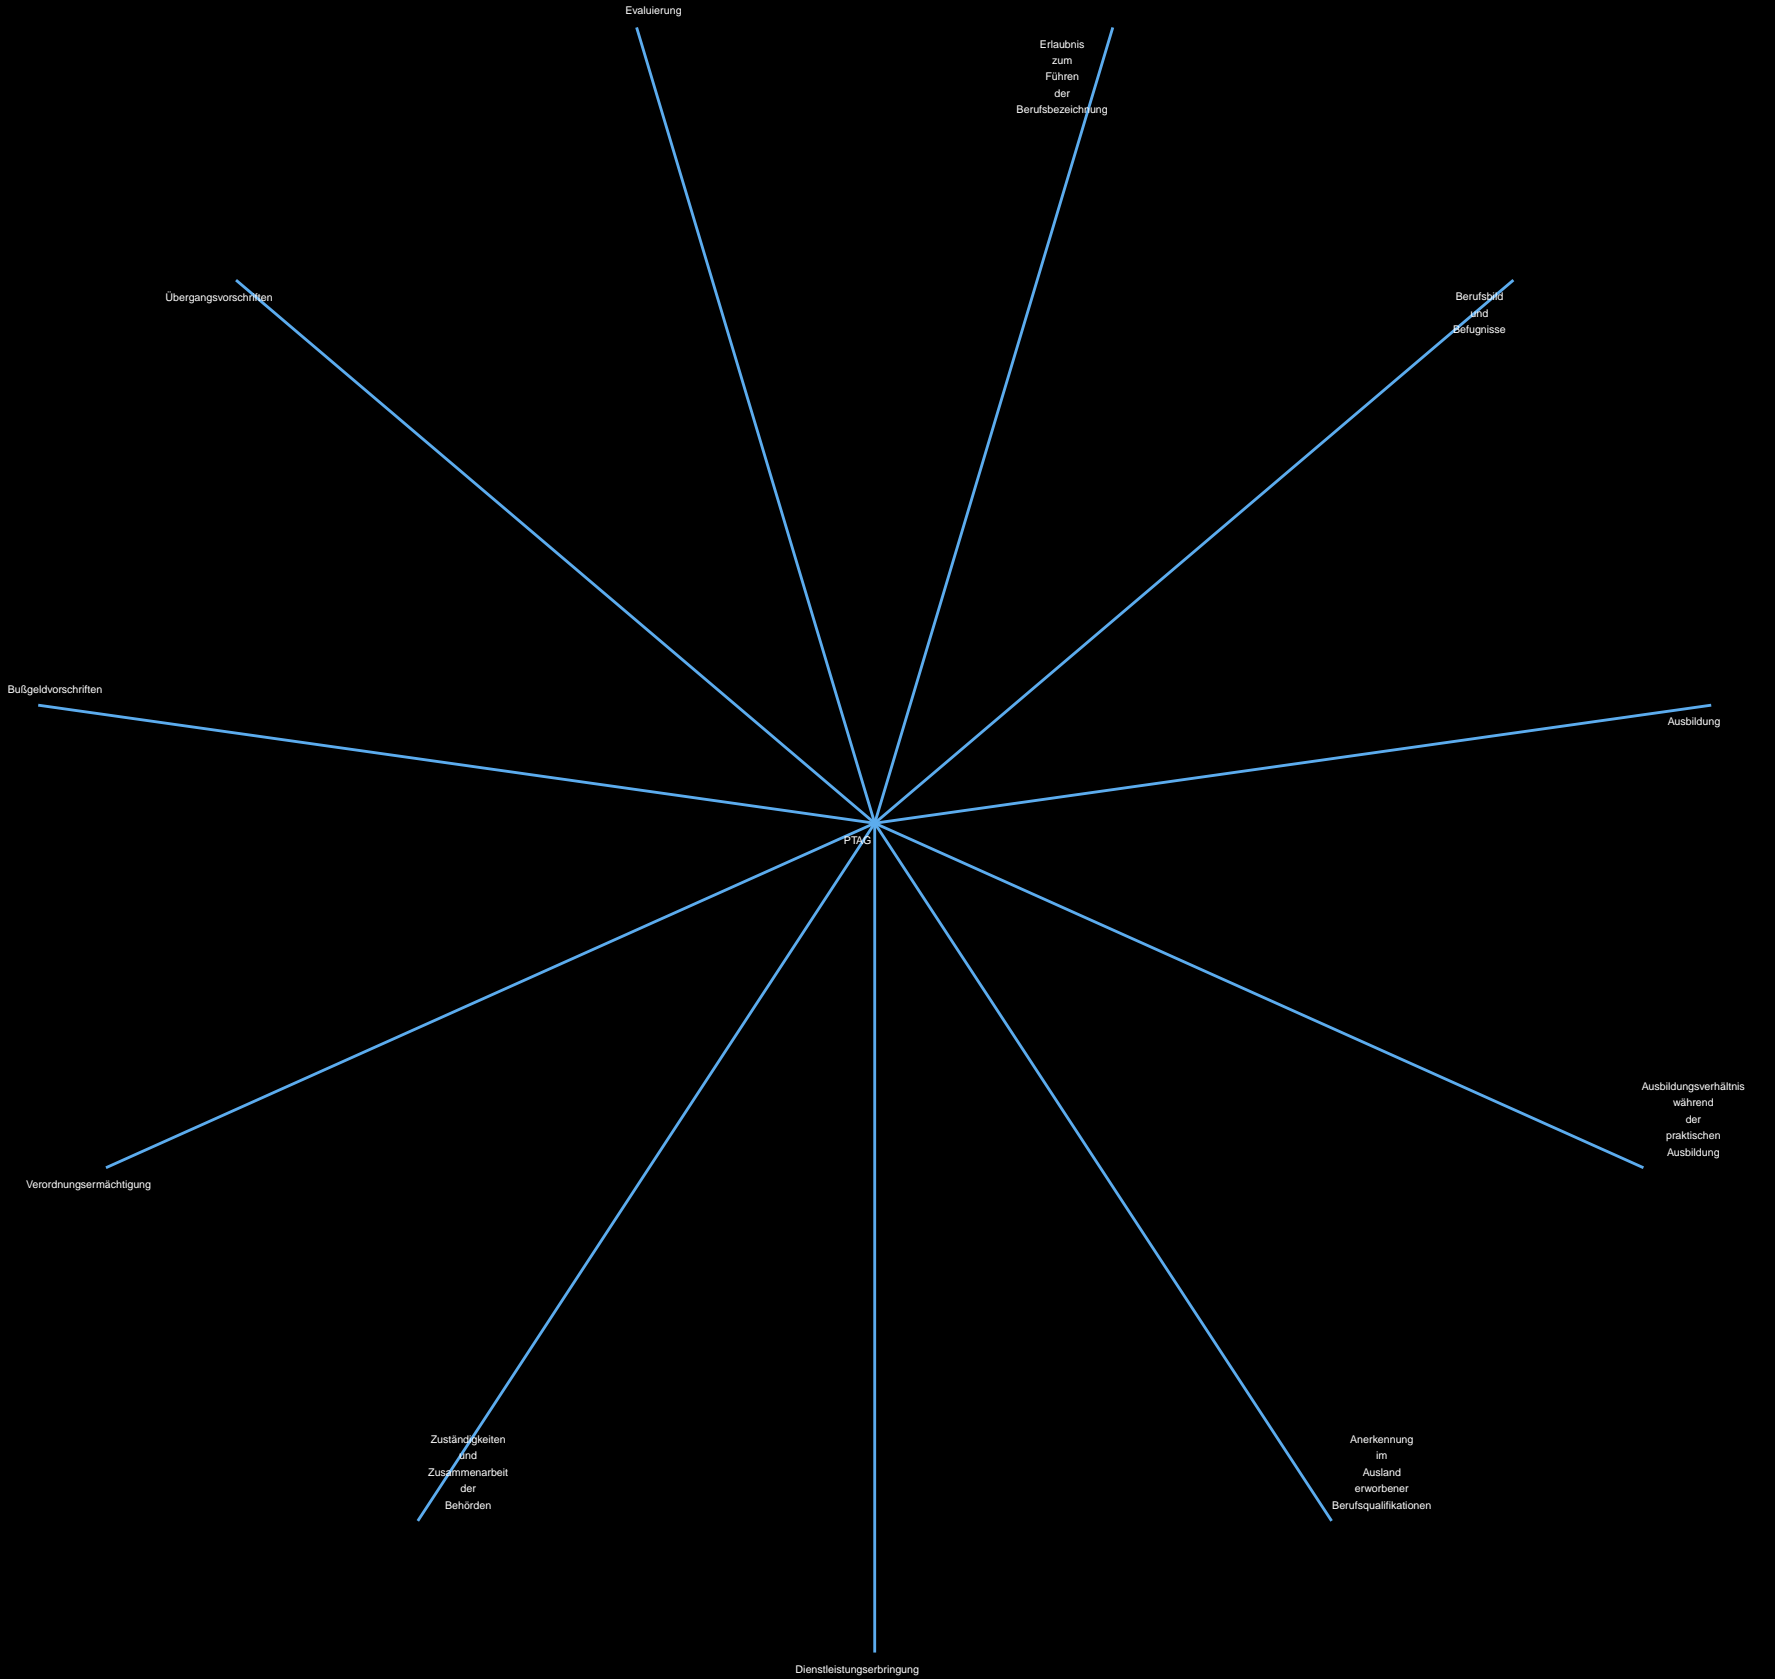 Evaluierung
Erlaubnis
zum
Führen
der
Berufsbezeichnung
Übergangsvorschriften
Berufsbild
und
Befugnisse
Bußgeldvorschriften
Ausbildung
PTAG
Ausbildungsverhältnis
während
der
praktischen
Ausbildung
Verordnungsermächtigung
Zuständigkeiten
und
Zusammenarbeit
der
Behörden
Anerkennung
im
Ausland
erworbener
Berufsqualifikationen
Dienstleistungserbringung